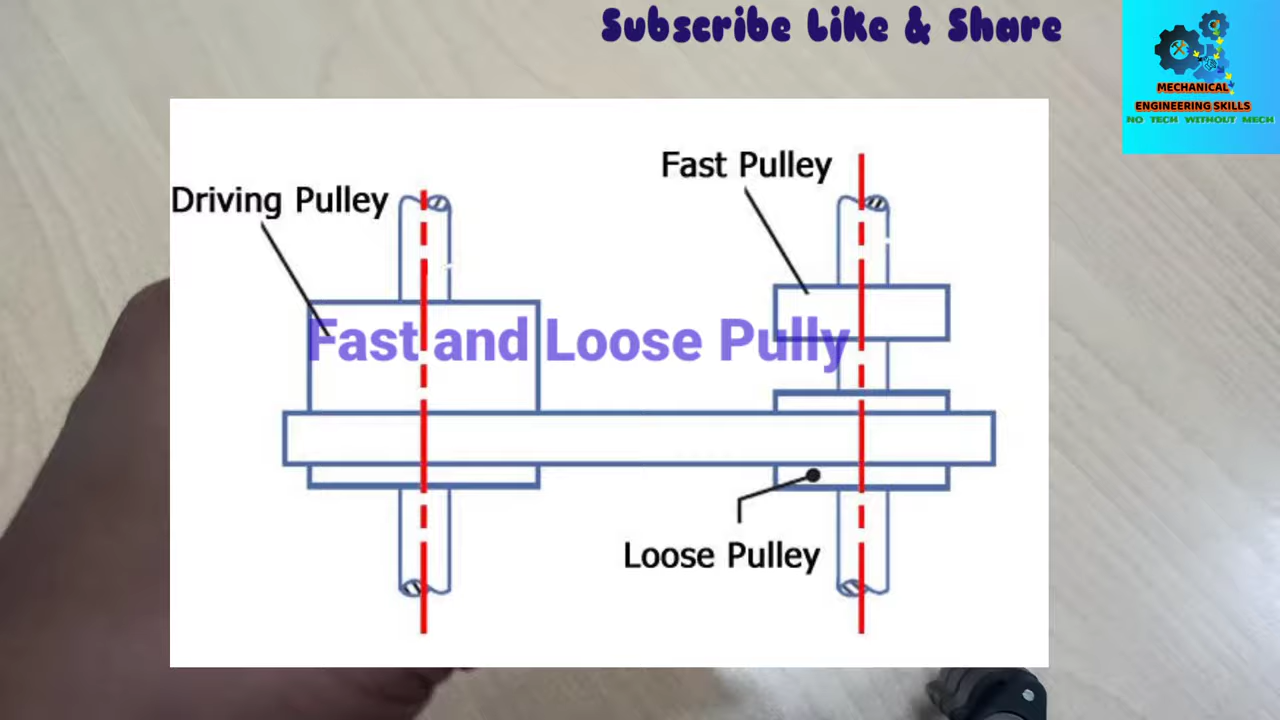 Subscribe Like & Share
MECHANICAL
ENGINEERING SKILLS
NO TECH WITHOUT MECH
Fast Pulley
Driving Pulley
Fast and Loose Pully
Loose Pulley